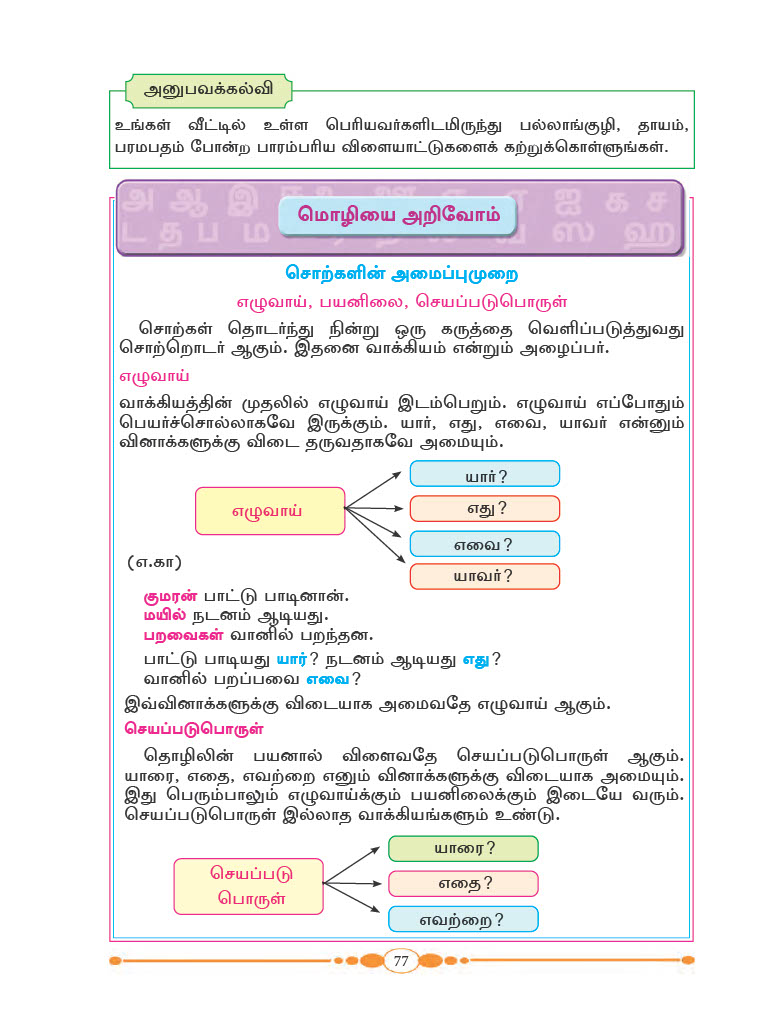 அனுபவக்கல்வி
உங்கள் வீட்டில் உள்ள பெரியவர்களிடமிருந்து பல்லாங்குழி, தாயம்,
பரமபதம் போன்ற பாரம்பரிய விளையாட்டுகளைக் கற்றுக்கொள்ளுங்கள்.
மொழியை அறிவோம்
சொற்களின் அமைப்புமுறை
எழுவாய், பயனிலை, செயப்படுபொருள்
சொற்கள் தொடர்ந்து நின்று ஒரு கருத்தை வெளிப்படுத்துவது
சொற்றொடர் ஆகும். இதனை வாக்கியம் என்றும் அழைப்பர்.
எழுவாய்
வாக்கியத்தின் முதலில் எழுவாய் இடம்பெறும். எழுவாய் எப்போதும்
பெயர்ச்சொல்லாகவே இருக்கும். யார், எது, எவை, யாவர் என்னும்
வினாக்களுக்கு விடை தருவதாகவே அமையும்.
எழுவாய்
யார்?
எது?
எவை?
யாவர்?
(எ.கா)
குமரன் பாட்டு பாடினான்.
மயில் நடனம் ஆடியது.
பறவைகள் வானில் பறந்தன.
பாட்டு பாடியது யார்? நடனம் ஆடியது எது?
வானில் பறப்பவை எவை?
இவ்வினாக்களுக்கு விடையாக அமைவதே எழுவாய் ஆகும்.
செயப்படுபொருள்
தொழிலின் பயனால் விளைவதே செயப்படுபொருள் ஆகும்.
யாரை, எதை, எவற்றை எனும் வினாக்களுக்கு விடையாக அமையும்.
இது பெரும்பாலும் எழுவாய்க்கும் பயனிலைக்கும் இடையே வரும்.
செயப்படுபொருள் இல்லாத வாக்கியங்களும் உண்டு.
செயப்படு
பொருள்
யாரை?
எதை?
எவற்றை?
77